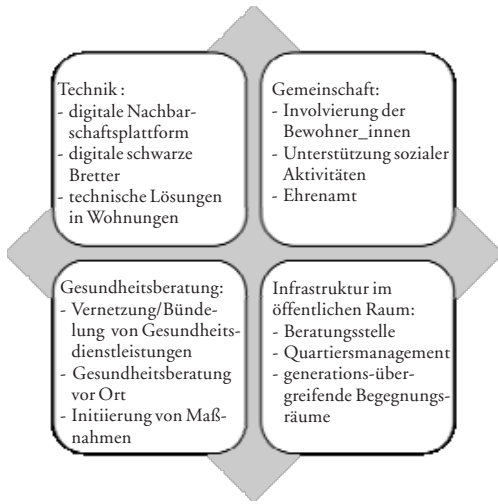 Technik :
- digitale Nachbar-
schaftsplattform
- digitale schwarze
Bretter
- technische Lösungen
in Wohnungen
Gemeinschaft:
- Involvierung der
Bewohner_innen
- Unterstützung sozialer
Aktivitäten
- Ehrenamt
Gesundheitsberatung:
- Vernetzung/Bünde-
lung von Gesundheits-
dienstleistungen
- Gesundheitsberatung
vor Ort
- Initiierung von Maß-
nahmen
Infrastruktur im
öffentlichen Raum:
- Beratungsstelle
- Quartiersmanagement
- generations-über-
greifende Begegnungs-
räume